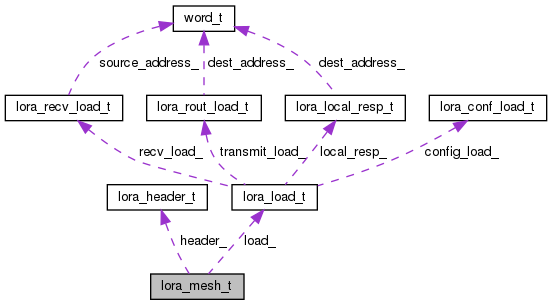 word_t
source_address_
dest_address_
dest_address_
lora_recv_load_t
lora_rout_load_t
lora_local_resp_t
lora_conf_load_t
recv_load_
transmit_load_
local_resp_
config_load_
lora_header_t
lora_load_t
header_
load_
lora_mesh_t